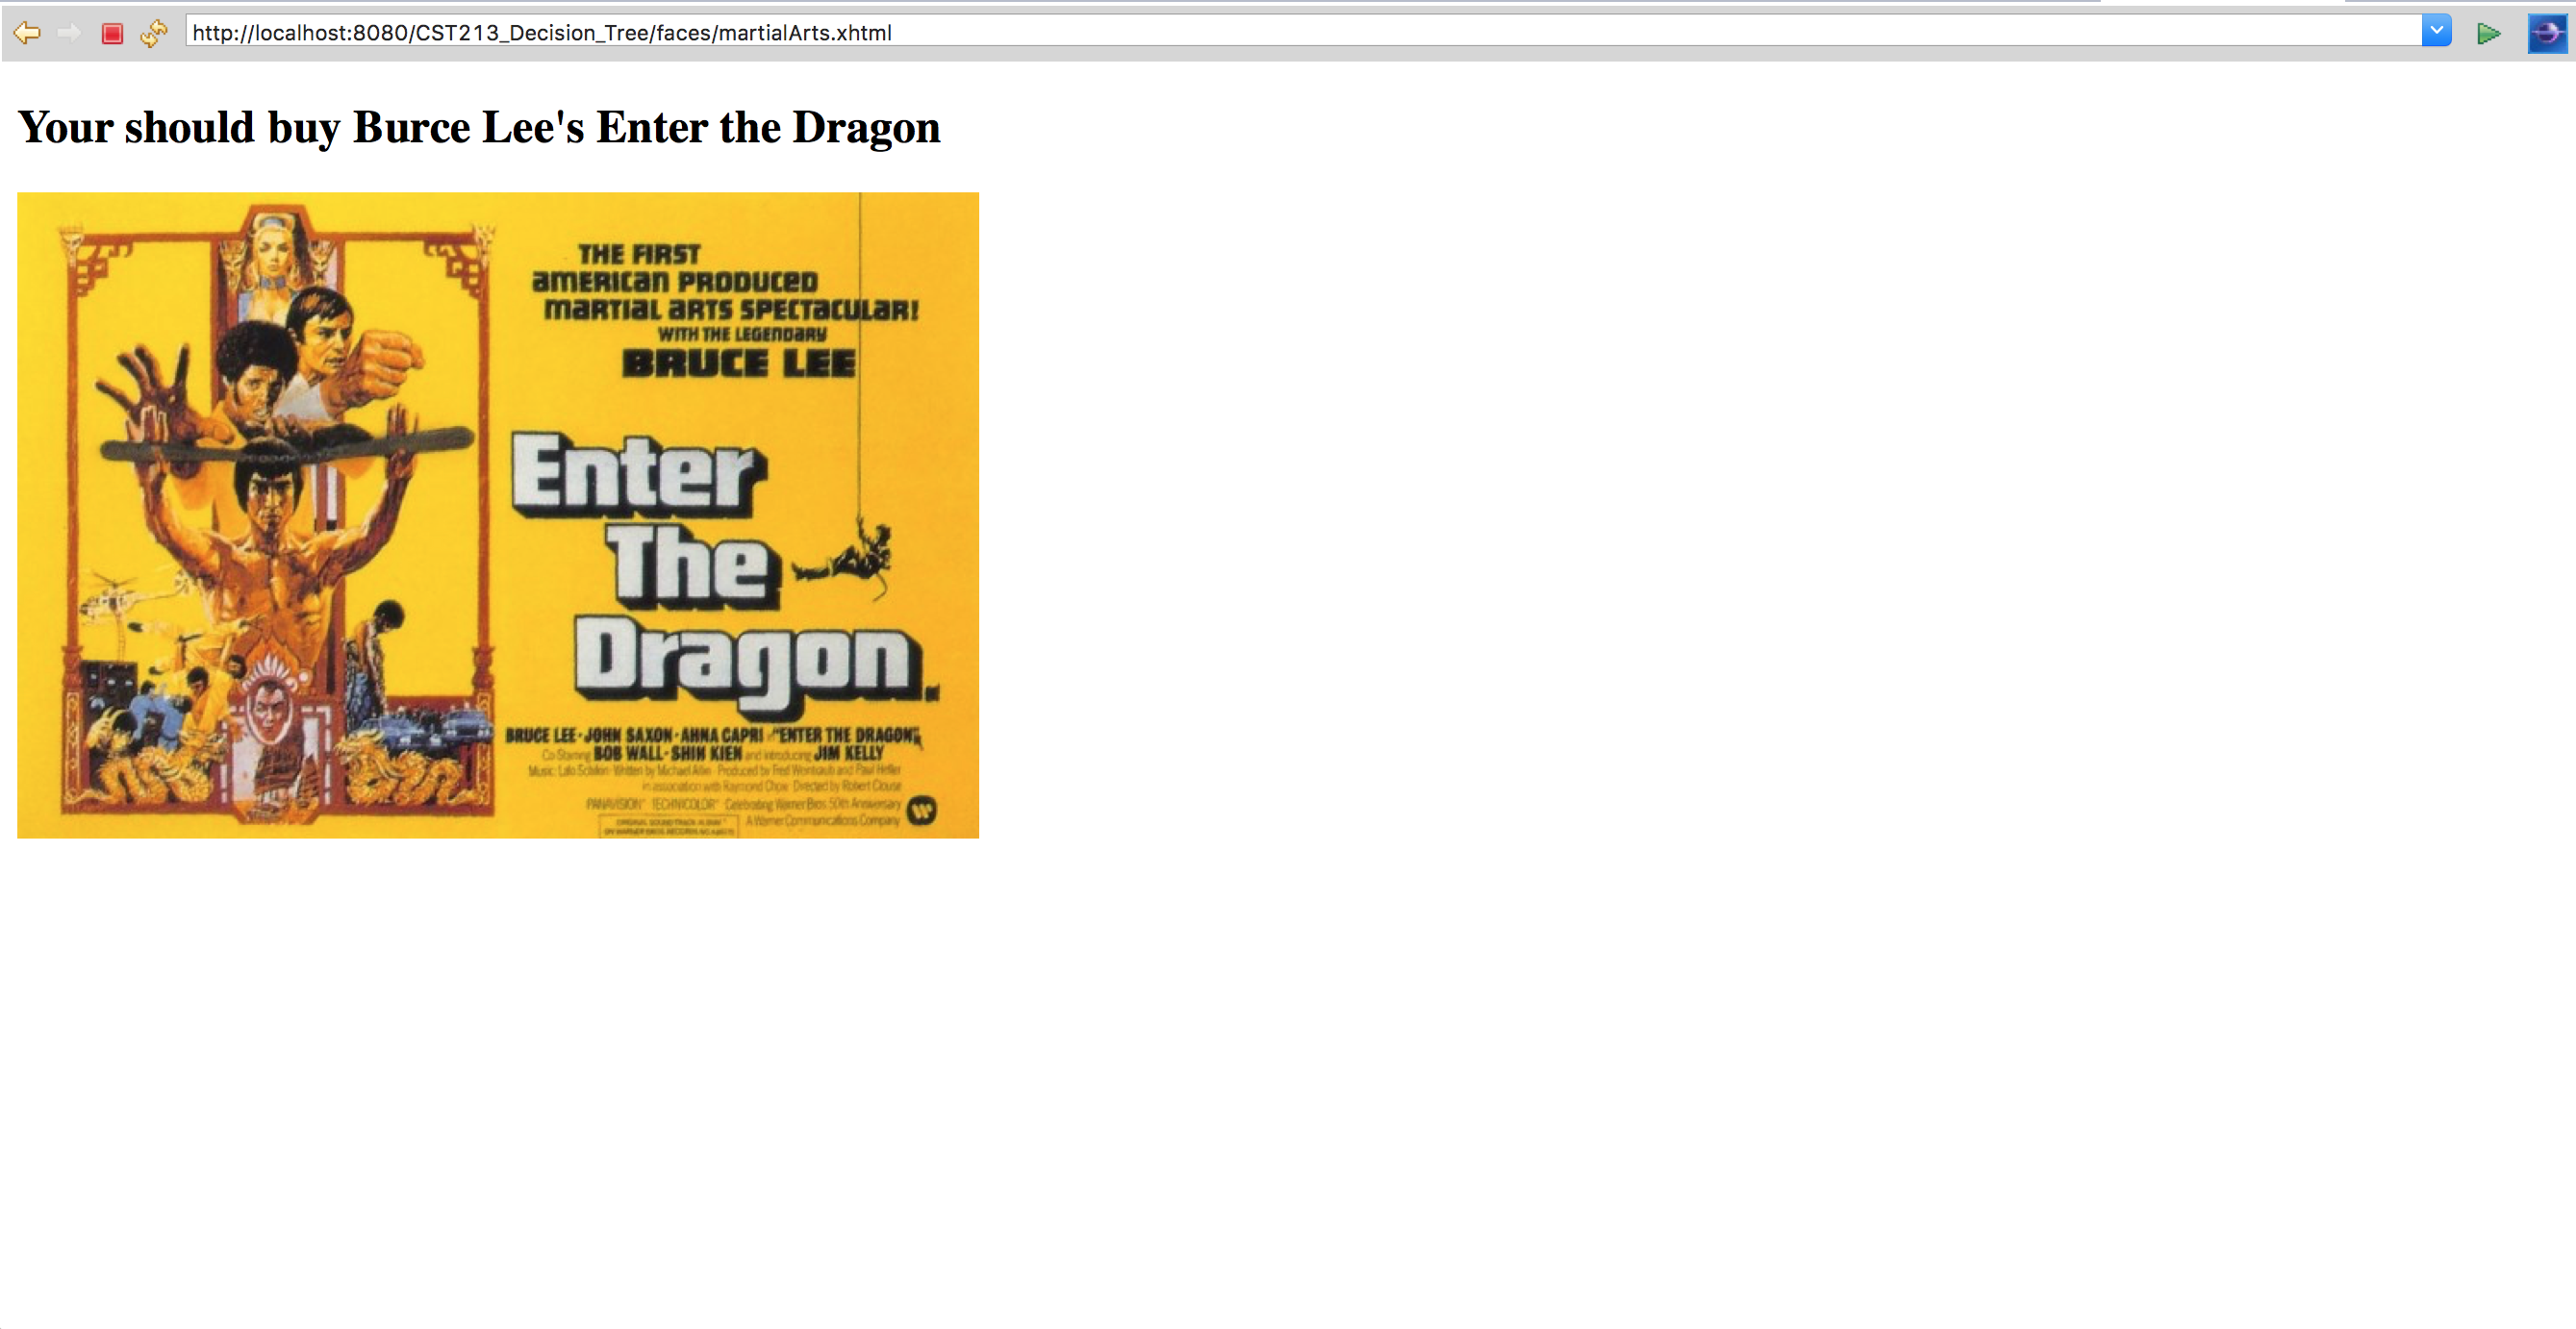 http://localhost:8080/CST213_Decision_Tree/faces/martialArts.xhtml
Your should buy Burce Lee's Enter the Dragon
THE FIRST
AMERICAN PRODUCED
MARTIAL ARTS SPECTACULAR!
WITH THE LEGENDARY
BRUCE LEE
Enter
The
Dragon
BRUCE LEE · JOHN SAXON · AHNA CAPRI in "ENTER THE DRAGON"
Co-Starring BOB WALL · SHIH KIEN and introducing JIM KELLY
Music: Lalo Schifrin · Written by Michael Allin · Produced by Fred Weintraub and Paul Heller
in association with Raymond Chow Directed by Robert Clouse
PANAVISION® TECHNICOLOR® Celebrating Warner Bros. 50th Anniversary
A Warner Communications Company